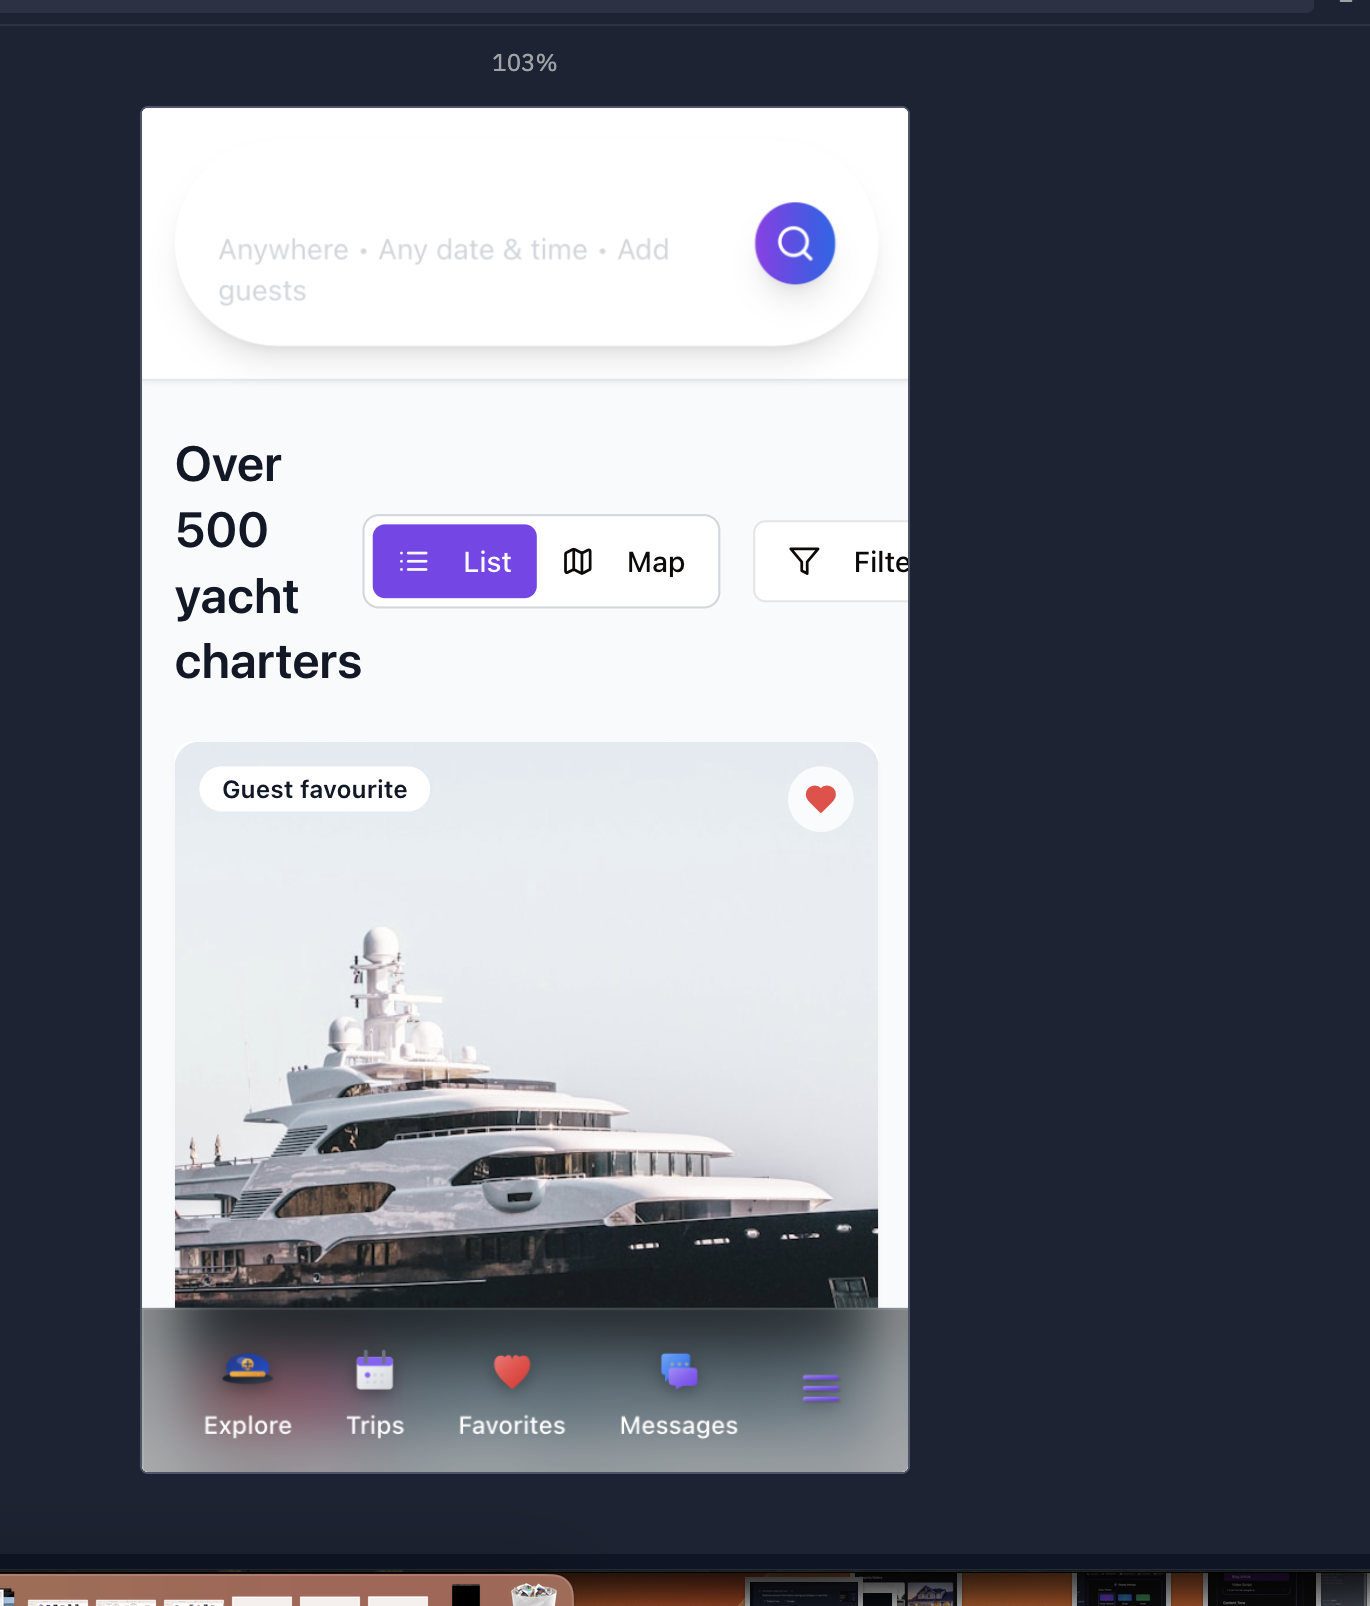 103%
Anywhere • Any date & time • Add
guests
Over
500
yacht
charters
List
Map
Filte
Guest favourite
Explore
Trips
Favorites
Messages